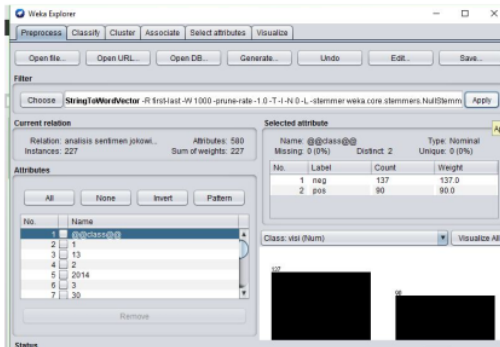 Weka Explorer
Preprocess Classify Cluster Associate Select attributes Visualize
Open file... Open URL... Open DB... Generate... Undo Edit... Save...
Filter
Choose StringToWordVector -R first-last -W 1000 -prune-rate -1.0 -T -I -N 0 -L -stemmer weka.core.stemmers.NullStemm Apply
Current relation
Relation: analisis sentimen jokowi... Attributes: 580
Instances: 227 Sum of weights: 227
Selected attribute
Name: @@class@@ Type: Nominal
Missing: 0 (0%) Distinct: 2 Unique: 0 (0%)
No. Label Count Weight
1 neg 137 137.0
2 pos 90 90.0
Attributes
All None Invert Pattern
No. Name
1 @@class@@
2 1
3 13
4 2
5 2014
6 3
7 30
Remove
Class: visi (Num) Visualize All
137
90
Status